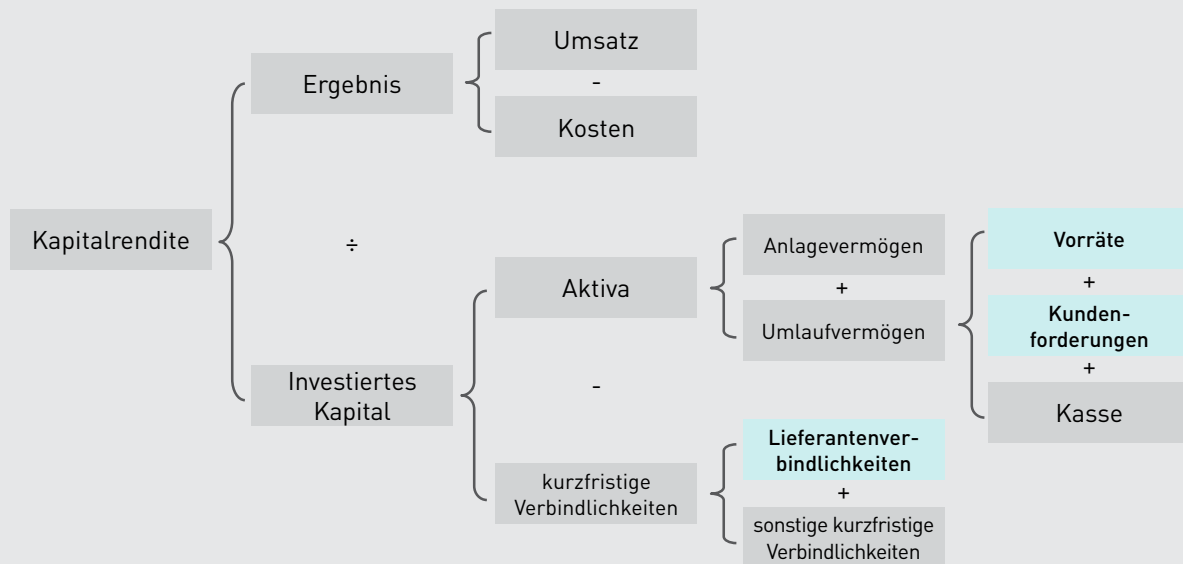 Umsatz
-
Kosten
Ergebnis
Kapitalrendite
÷
Investiertes
Kapital
Aktiva
-
kurzfristige
Verbindlichkeiten
Anlagevermögen
+
Umlaufvermögen
Lieferantenver-
bindlichkeiten
+
sonstige kurzfristige
Verbindlichkeiten
Vorräte
+
Kunden-
forderungen
+
Kasse